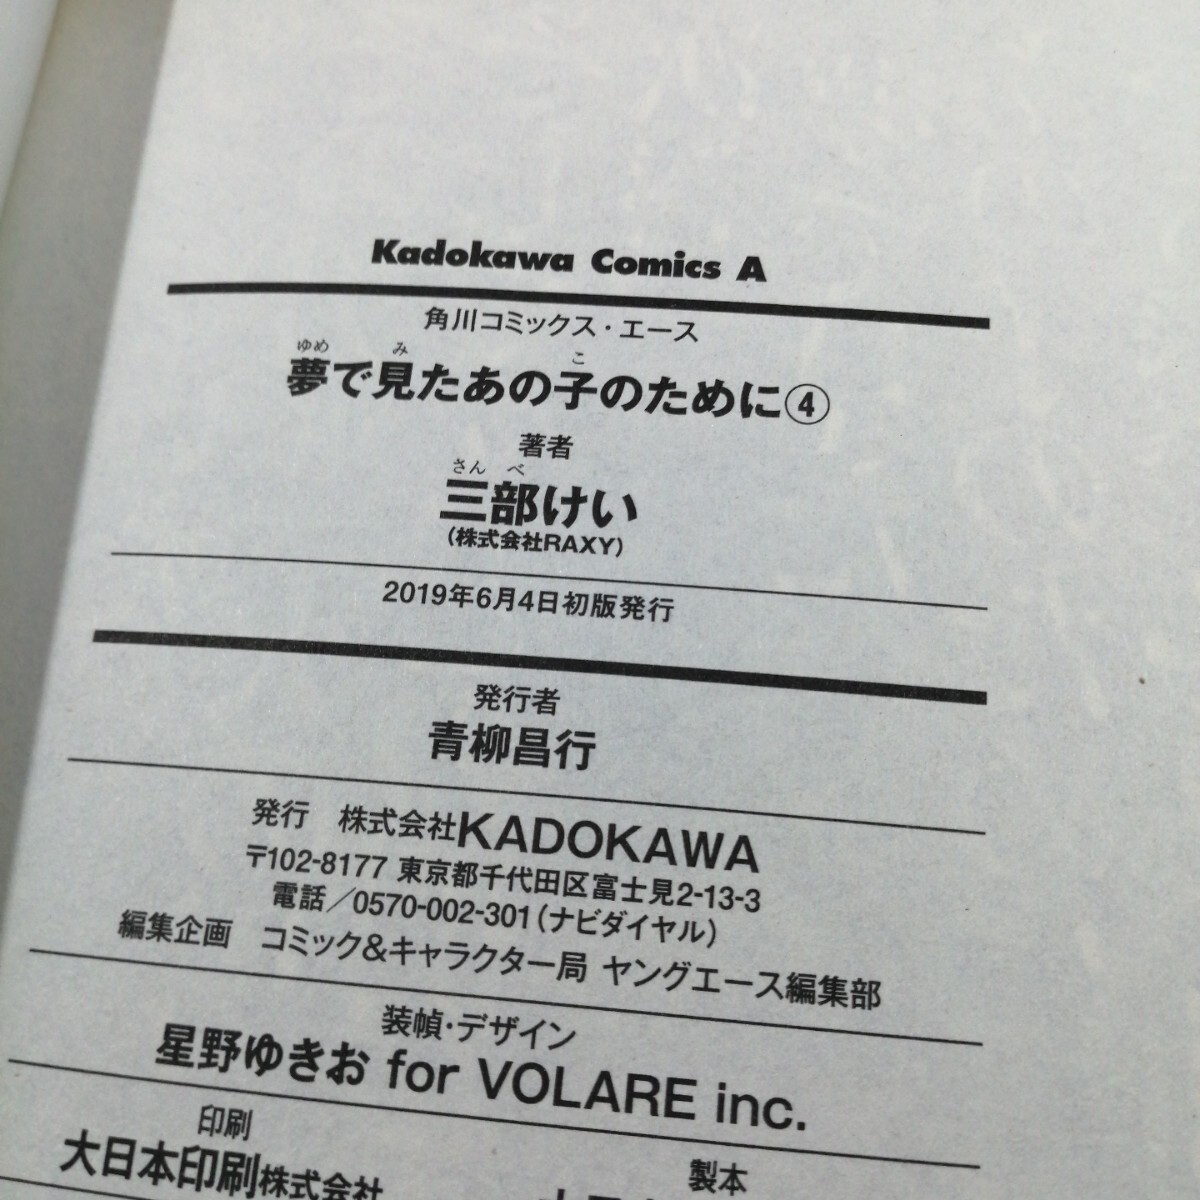 Kadokawa Comics A
角川コミックス・エース
ゆめ み こ
夢で見たあの子のために④
著者
さん べ
三部けい
(株式会社RAXY)
2019年6月4日初版発行
発行者
青柳昌行
発行 株式会社KADOKAWA
〒102-8177 東京都千代田区富士見2-13-3
電話/0570-002-301(ナビダイヤル)
編集企画 コミック&キャラクター局 ヤングエース編集部
装幀・デザイン
星野ゆきお for VOLARE inc.
印刷
大日本印刷株式会社
製本